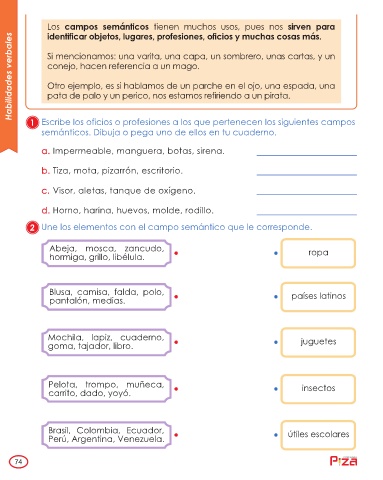 Habilidades verbales
Los campos semánticos tienen muchos usos, pues nos sirven para
identificar objetos, lugares, profesiones, oficios y muchas cosas más.
Si mencionamos: una varita, una capa, un sombrero, unas cartas, y un
conejo, hacen referencia a un mago.
Otro ejemplo, es si hablamos de un parche en el ojo, una espada, una
pata de palo y un perico, nos estamos refiriendo a un pirata.
1 Escribe los oficios o profesiones a los que pertenecen los siguientes campos
semánticos. Dibuja o pega uno de ellos en tu cuaderno.
a. Impermeable, manguera, botas, sirena.
b. Tiza, mota, pizarrón, escritorio.
c. Visor, aletas, tanque de oxígeno.
d. Horno, harina, huevos, molde, rodillo.
2 Une los elementos con el campo semántico que le corresponde.
Abeja, mosca, zancudo,
hormiga, grillo, libélula.
ropa
Blusa, camisa, falda, polo,
pantalón, medias.
países latinos
Mochila, lapiz, cuaderno,
goma, tajador, libro.
juguetes
Pelota, trompo, muñeca,
carrito, dado, yoyó.
insectos
Brasil, Colombia, Ecuador,
Perú, Argentina, Venezuela.
útiles escolares
74